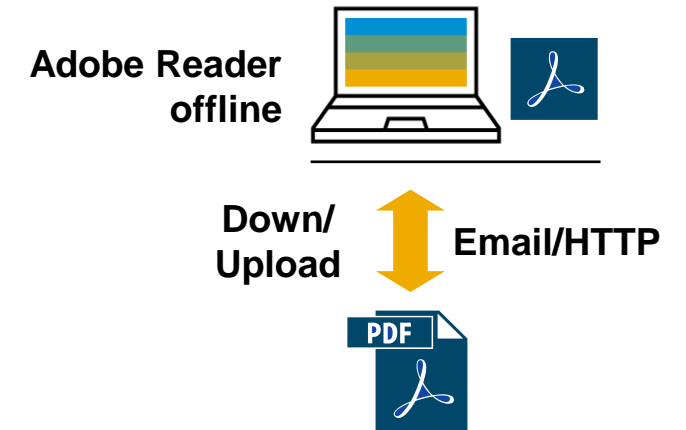 Adobe Reader
offline
Down/
Upload
Email/HTTP
PDF